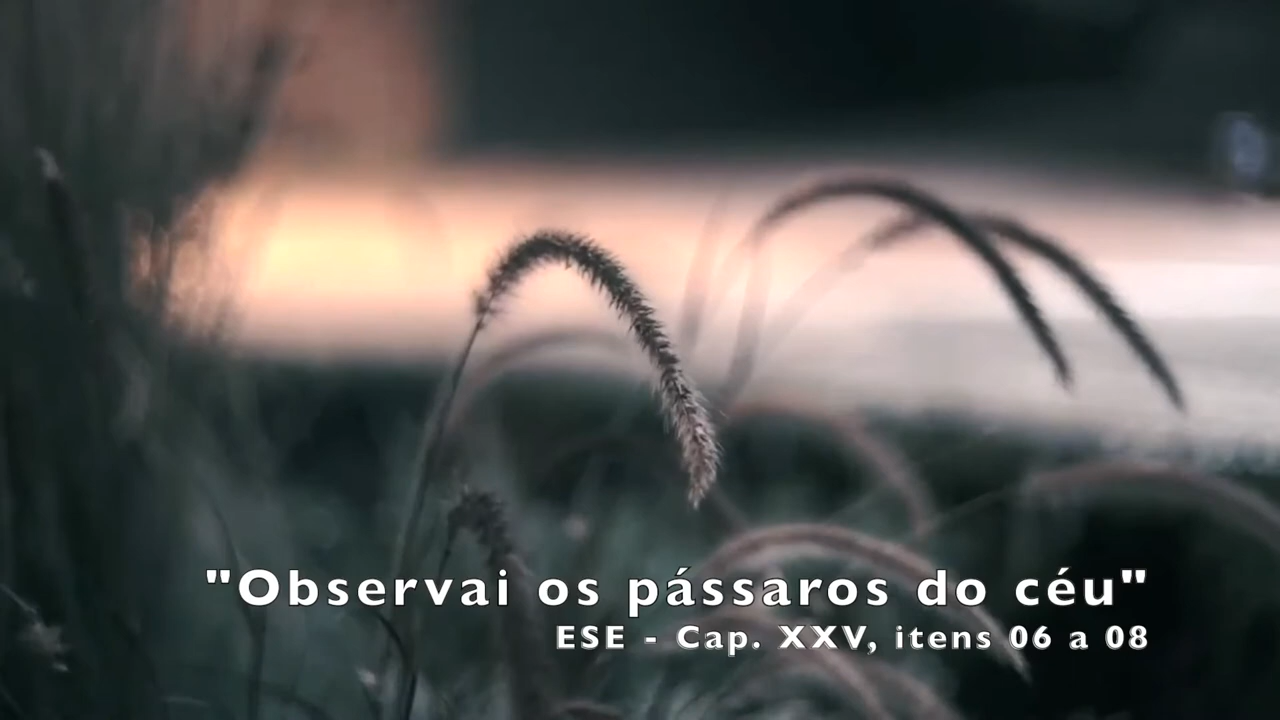 "Observai os pássaros do céu"
ESE - Cap. XXV, itens 06 a 08